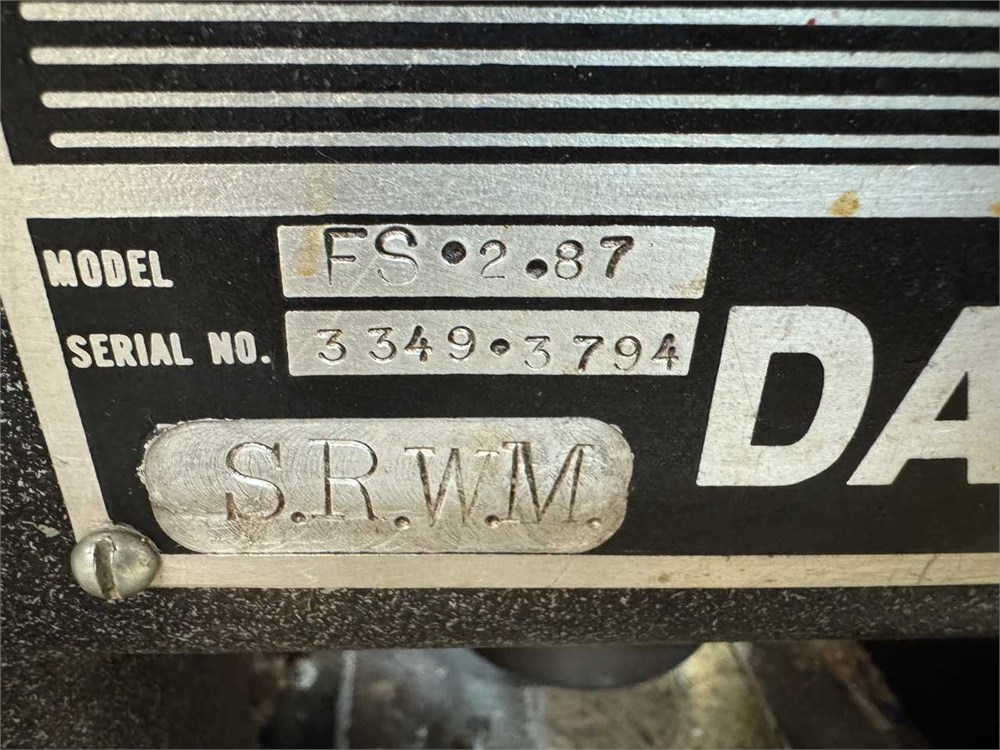 MODEL FS•2.87
SERIAL NO. 3349•3794
DA
S.R.W.M.